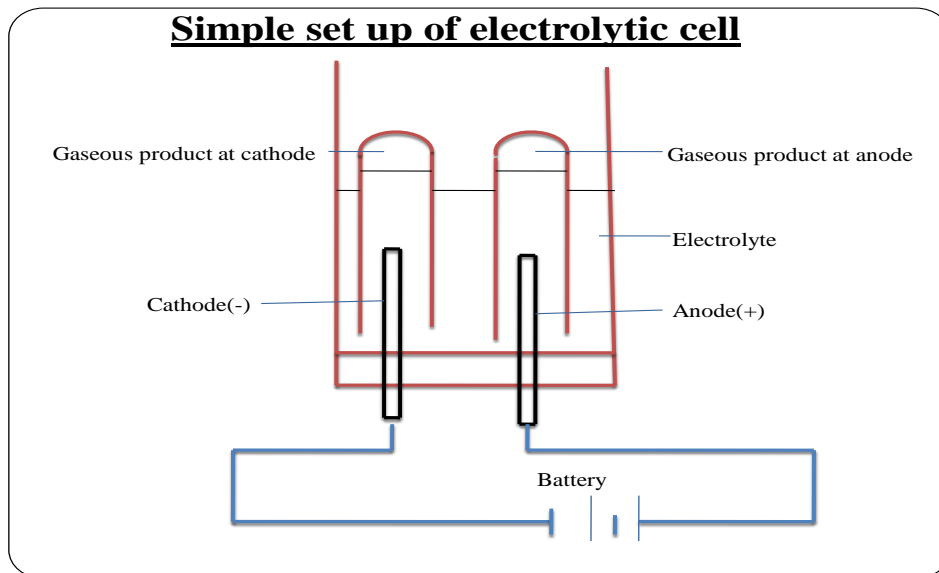 Simple set up of electrolytic cell
Gaseous product at cathode
Gaseous product at anode
Electrolyte
Cathode(-)
Anode(+)
Battery